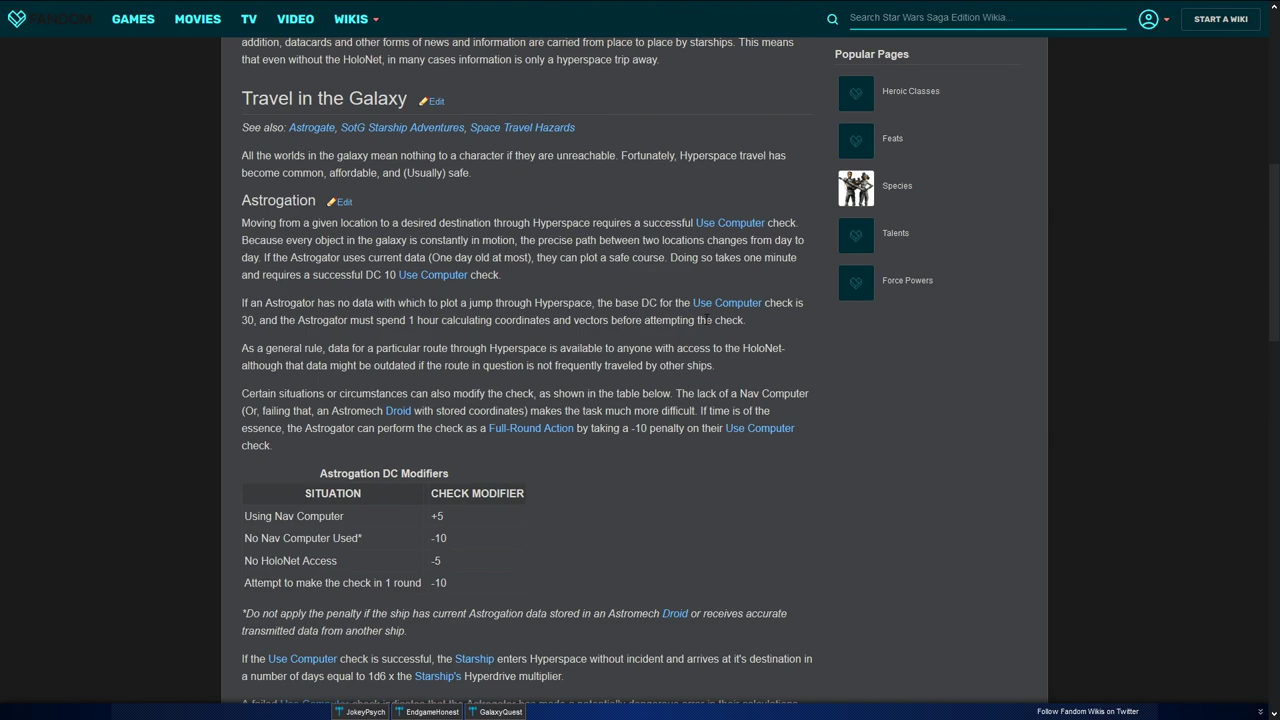 FANDOM
GAMES MOVIES TV VIDEO WIKIS
Search Star Wars Saga Edition Wikia...
START A WIKI
addition, datacards and other forms of news and information are carried from place to place by starships. This means
that even without the HoloNet, in many cases information is only a hyperspace trip away.
Travel in the Galaxy Edit
See also: Astrogate, SotG Starship Adventures, Space Travel Hazards
All the worlds in the galaxy mean nothing to a character if they are unreachable. Fortunately, Hyperspace travel has
become common, affordable, and (Usually) safe.
Astrogation Edit
Moving from a given location to a desired destination through Hyperspace requires a successful Use Computer check.
Because every object in the galaxy is constantly in motion, the precise path between two locations changes from day to
day. If the Astrogator uses current data (One day old at most), they can plot a safe course. Doing so takes one minute
and requires a successful DC 10 Use Computer check.
If an Astrogator has no data with which to plot a jump through Hyperspace, the base DC for the Use Computer check is
30, and the Astrogator must spend 1 hour calculating coordinates and vectors before attempting the check.
As a general rule, data for a particular route through Hyperspace is available to anyone with access to the HoloNet-
although that data might be outdated if the route in question is not frequently traveled by other ships.
Certain situations or circumstances can also modify the check, as shown in the table below. The lack of a Nav Computer
(Or, failing that, an Astromech Droid with stored coordinates) makes the task much more difficult. If time is of the
essence, the Astrogator can perform the check as a Full-Round Action by taking a -10 penalty on their Use Computer
check.
Astrogation DC Modifiers
SITUATION CHECK MODIFIER
Using Nav Computer +5
No Nav Computer Used* -10
No HoloNet Access -5
Attempt to make the check in 1 round -10
*Do not apply the penalty if the ship has current Astrogation data stored in an Astromech Droid or receives accurate
transmitted data from another ship.
If the Use Computer check is successful, the Starship enters Hyperspace without incident and arrives at it's destination in
a number of days equal to 1d6 x the Starship's Hyperdrive multiplier.
A failed Use Computer check indicates that the Astrogator has made a potentially dangerous error in their calculations
Popular Pages
Heroic Classes
Feats
Species
Talents
Force Powers
JokeyPsych EndgameHonest GalaxyQuest
Follow Fandom Wikis on Twitter